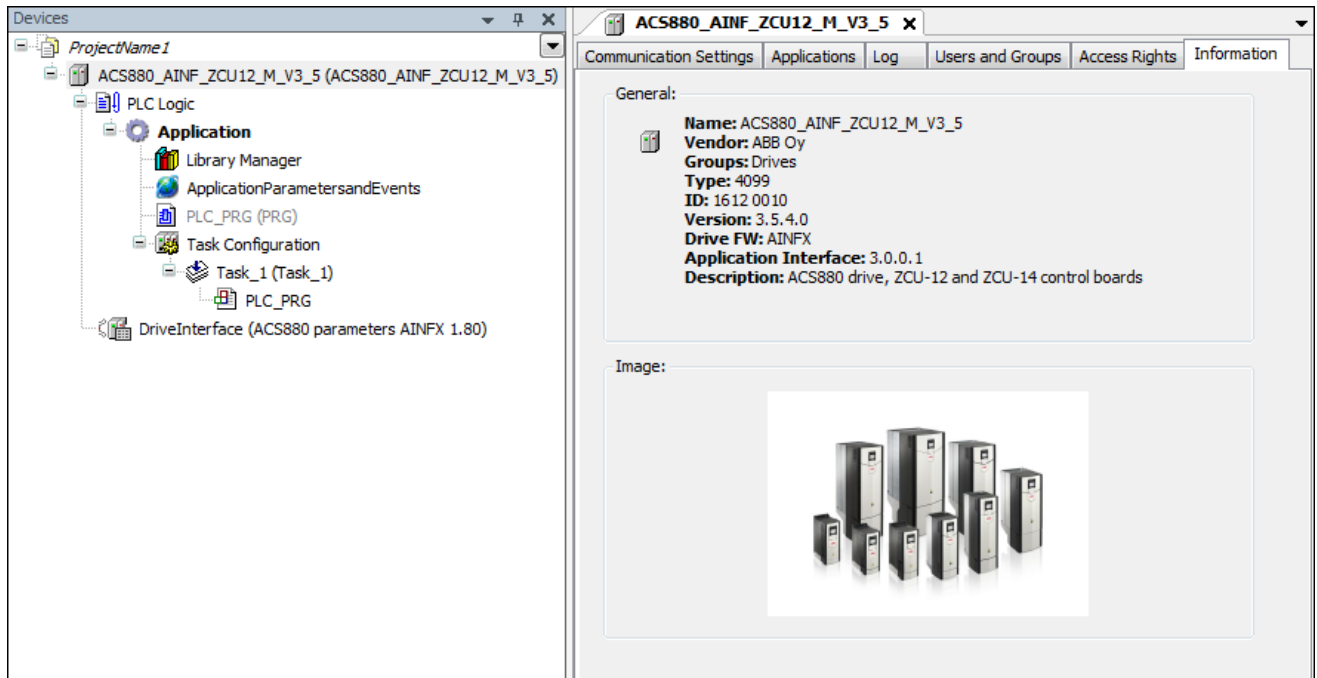 Devices
ProjectName1
ACS880_AINF_ZCU12_M_V3_5 (ACS880_AINF_ZCU12_M_V3_5)
PLC Logic
Application
Library Manager
ApplicationParametersandEvents
PLC_PRG (PRG)
Task Configuration
Task_1 (Task_1)
PLC_PRG
DriveInterface (ACS880 parameters AINFX 1.80)
ACS880_AINF_ZCU12_M_V3_5
Communication Settings Applications Log Users and Groups Access Rights Information
General:
Name: ACS880_AINF_ZCU12_M_V3_5
Vendor: ABB Oy
Groups: Drives
Type: 4099
ID: 1612 0010
Version: 3.5.4.0
Drive FW: AINFX
Application Interface: 3.0.0.1
Description: ACS880 drive, ZCU-12 and ZCU-14 control boards
Image: